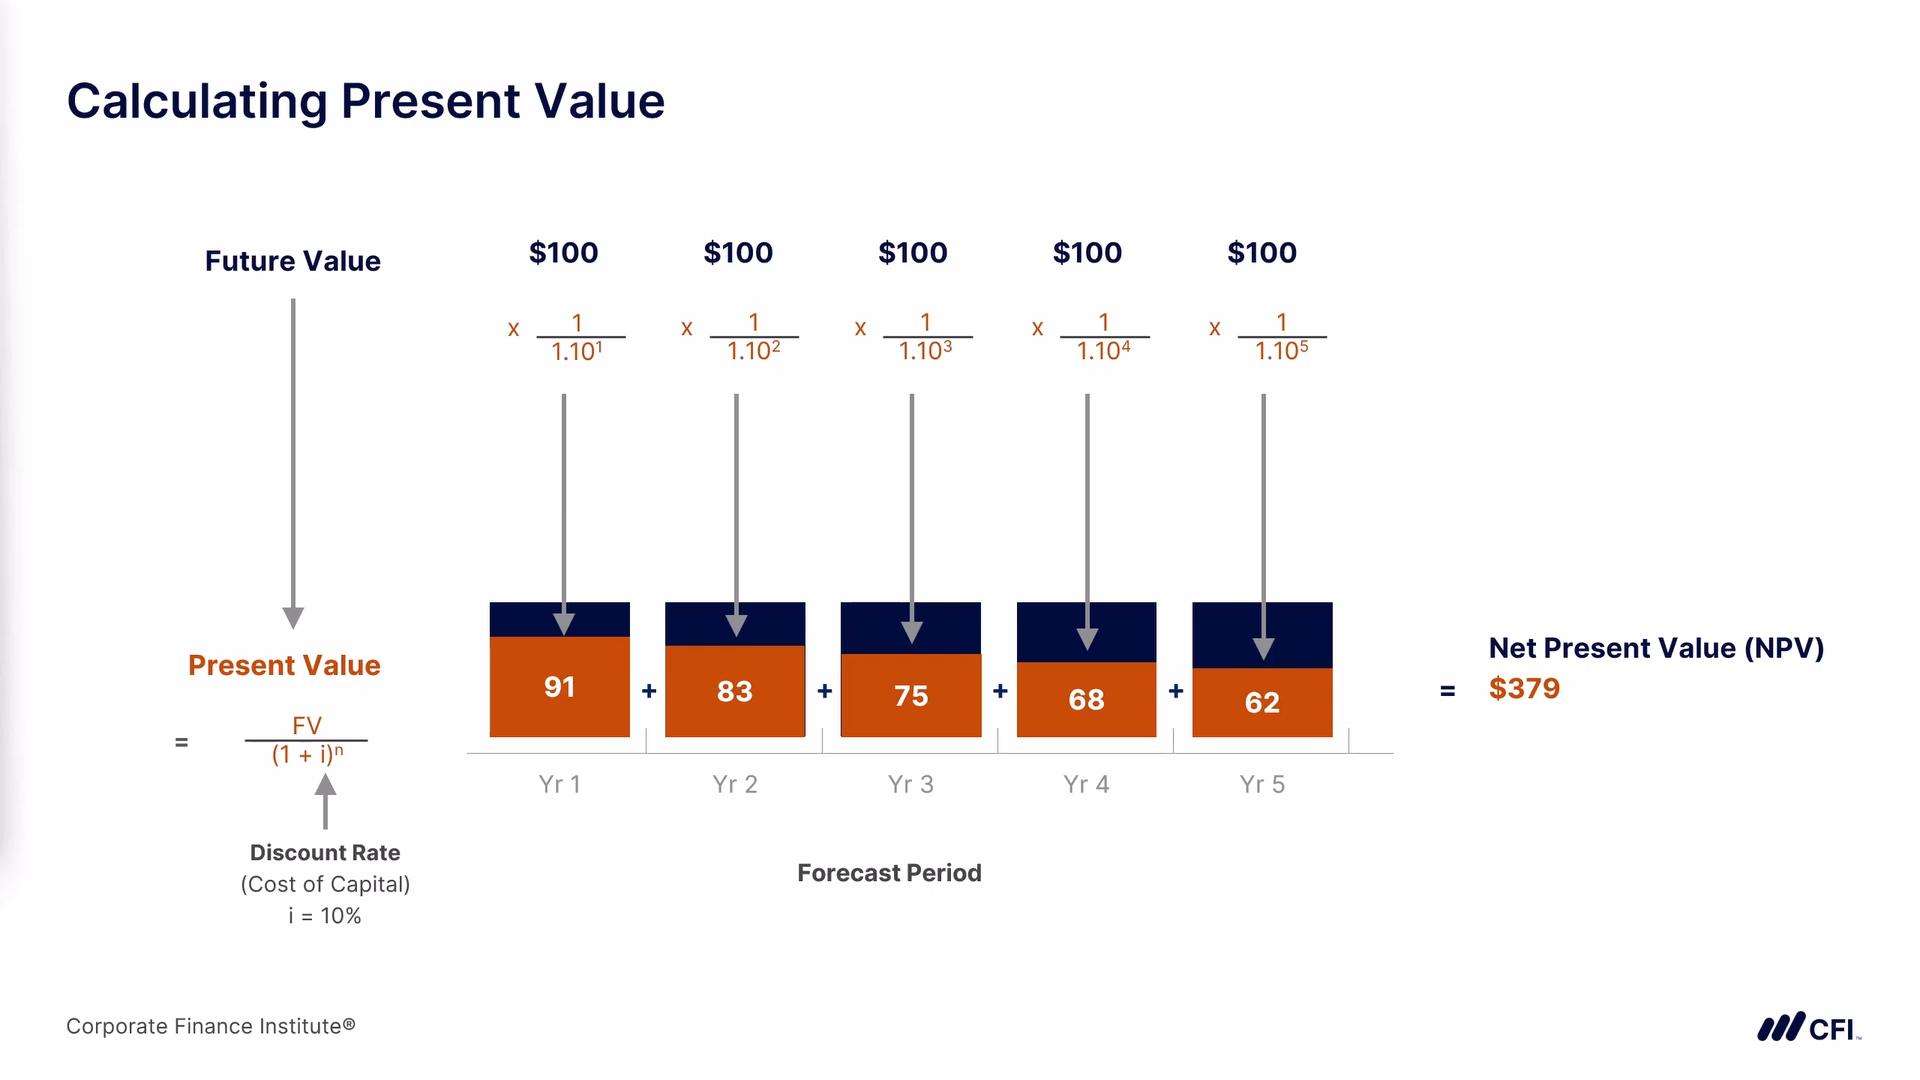 Calculating Present Value
Future Value
$100 $100 $100 $100 $100
x 1/1.10¹ x 1/1.10² x 1/1.10³ x 1/1.10⁴ x 1/1.10⁵
Present Value
= FV/(1 + i)ⁿ
91 + 83 + 75 + 68 + 62
= Net Present Value (NPV)
$379
Yr 1 Yr 2 Yr 3 Yr 4 Yr 5
Discount Rate
(Cost of Capital)
i = 10%
Forecast Period
Corporate Finance Institute®
CFI™